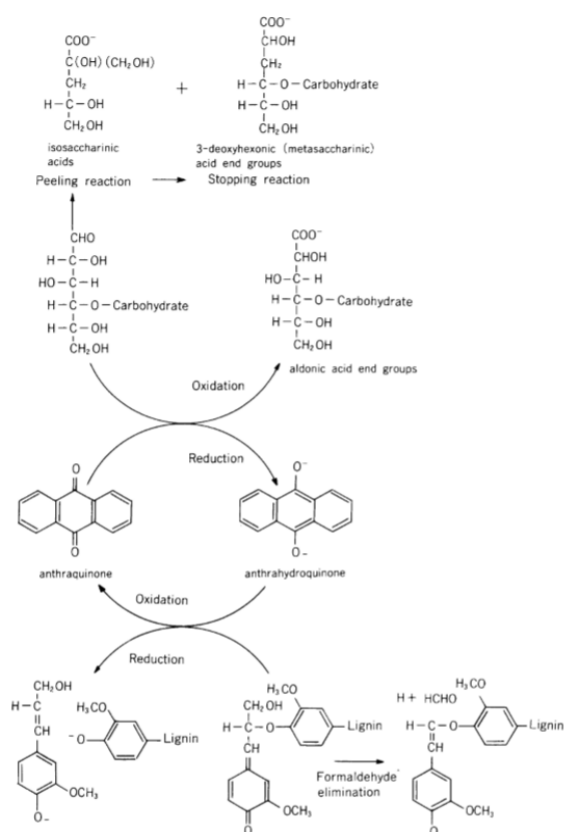 COO⁻
C(OH)(CH₂OH)
CH₂
H–C–OH
CH₂OH
isosaccharinic
acids
Peeling reaction
+
COO⁻
CHOH
CH₂
H–C–O–Carbohydrate
H–C–OH
CH₂OH
3-deoxyhexonic (metasaccharinic)
acid end groups
Stopping reaction
CHO
H–C–OH
HO–C–H
H–C–O–Carbohydrate
H–C–OH
CH₂OH
COO⁻
CHOH
HO–C–H
H–C–O–Carbohydrate
H–C–OH
CH₂OH
aldonic acid end groups
Oxidation
Reduction
O
O
anthraquinone
O⁻
O-
anthrahydroquinone
Oxidation
Reduction
CH₂OH
H–C
CH
OCH₃
O-
H₃CO
⁻O
Lignin
H₃CO
CH₂OH
H–C–O
Lignin
CH
OCH₃
O
Formaldehyde
elimination
H+ HCHO
H₃CO
H–C–O
Lignin
CH
OCH₃
O